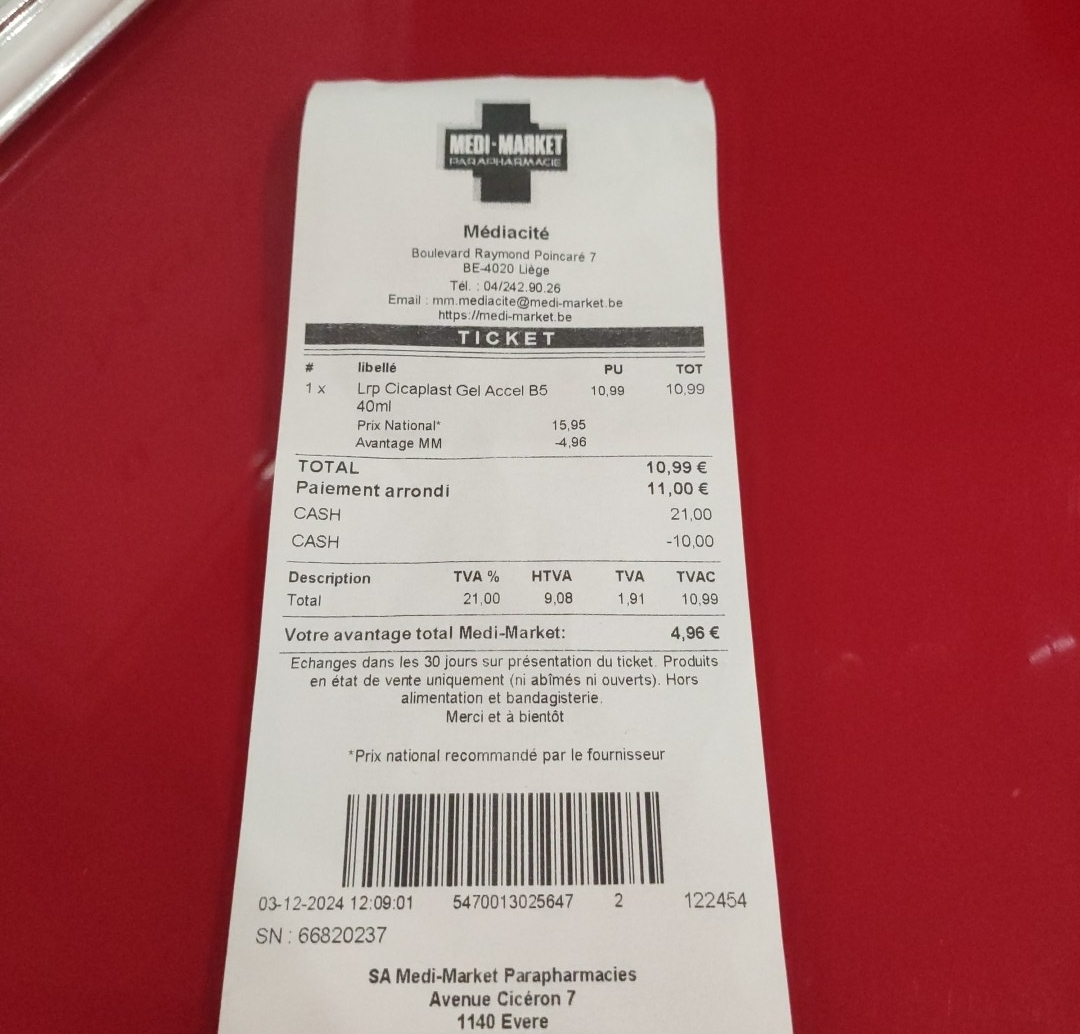 MEDI-MARKET
PARAPHARMACIE
Médiacité
Boulevard Raymond Poincaré 7
BE-4020 Liège
Tél. : 04/242.90.26
Email : mm.mediacite@medi-market.be
https://medi-market.be
TICKET
# libellé PU TOT
1 x Lrp Cicaplast Gel Accel B5 10,99 10,99
40ml
Prix National* 15,95
Avantage MM -4,96
TOTAL 10,99 €
Paiement arrondi 11,00 €
CASH 21,00
CASH -10,00
Description TVA % HTVA TVA TVAC
Total 21,00 9,08 1,91 10,99
Votre avantage total Medi-Market: 4,96 €
Echanges dans les 30 jours sur présentation du ticket. Produits
en état de vente uniquement (ni abîmés ni ouverts). Hors
alimentation et bandagisterie.
Merci et à bientôt
*Prix national recommandé par le fournisseur
03-12-2024 12:09:01 5470013025647 2 122454
SN : 66820237
SA Medi-Market Parapharmacies
Avenue Cicéron 7
1140 Evere